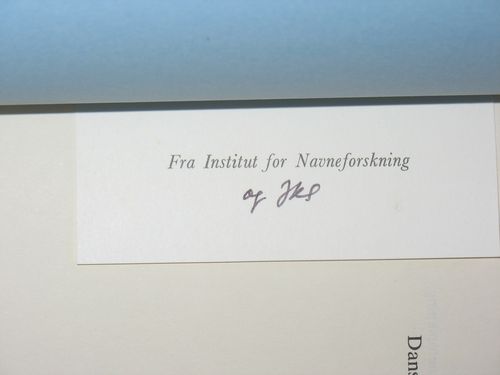 Fra Institut for Navneforskning
og JKS
Dans